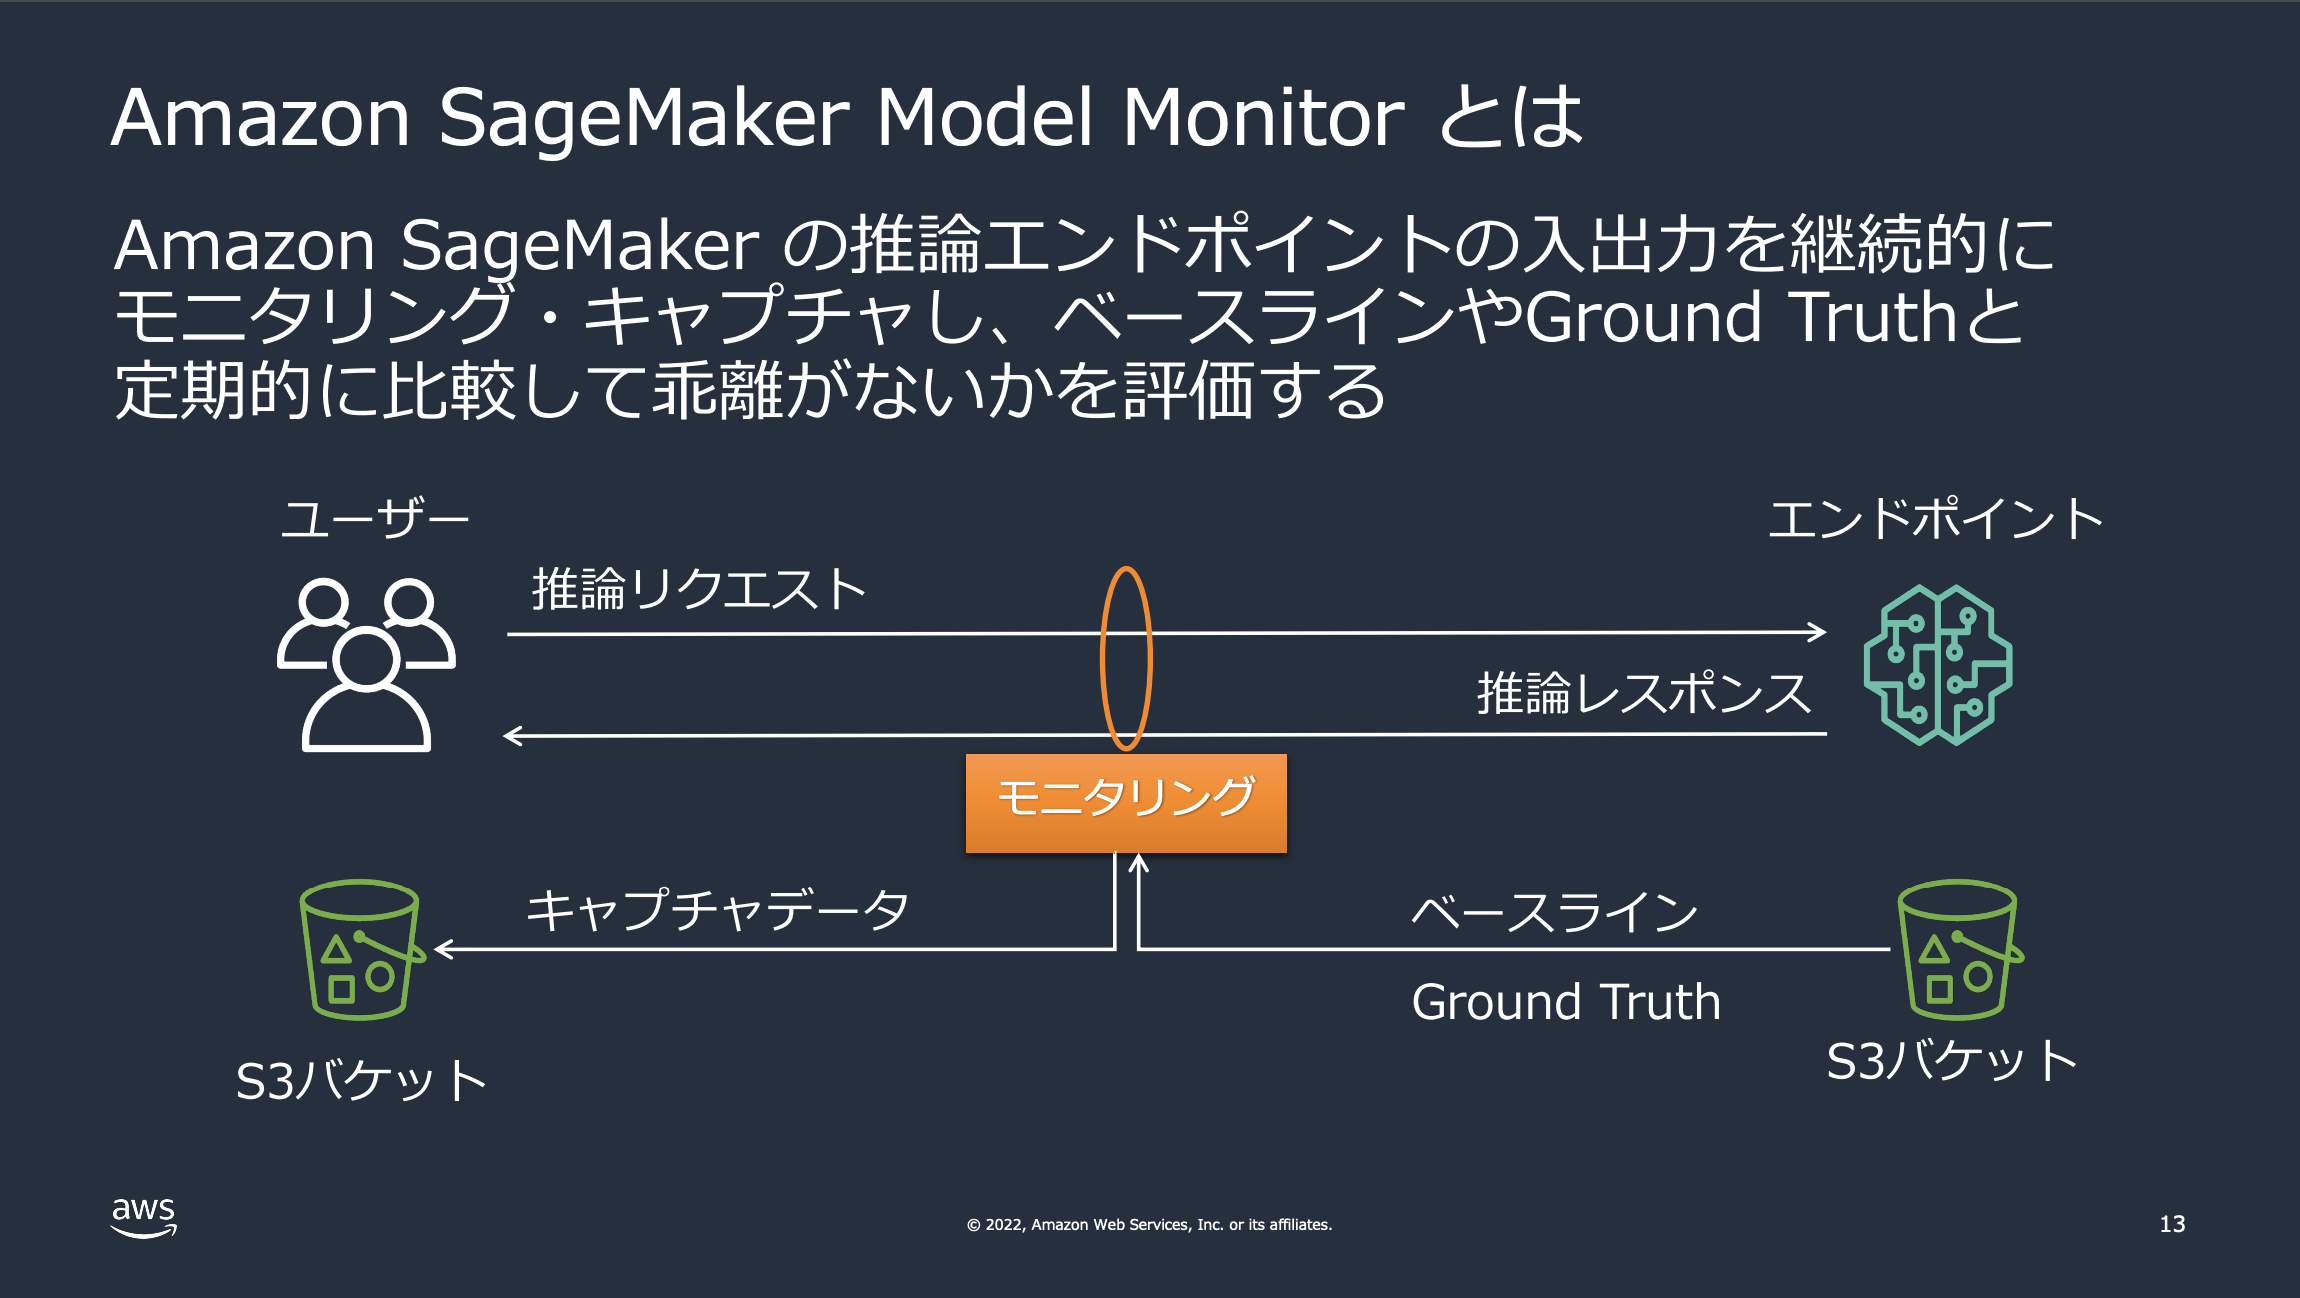 Amazon SageMaker Model Monitor とは
Amazon SageMaker の推論エンドポイントの入出力を継続的に
モニタリング・キャプチャし、ベースラインやGround Truthと
定期的に比較して乖離がないかを評価する
ユーザー
エンドポイント
推論リクエスト
推論レスポンス
モニタリング
キャプチャデータ
ベースライン
Ground Truth
S3バケット
S3バケット
aws
© 2022, Amazon Web Services, Inc. or its affiliates.
13